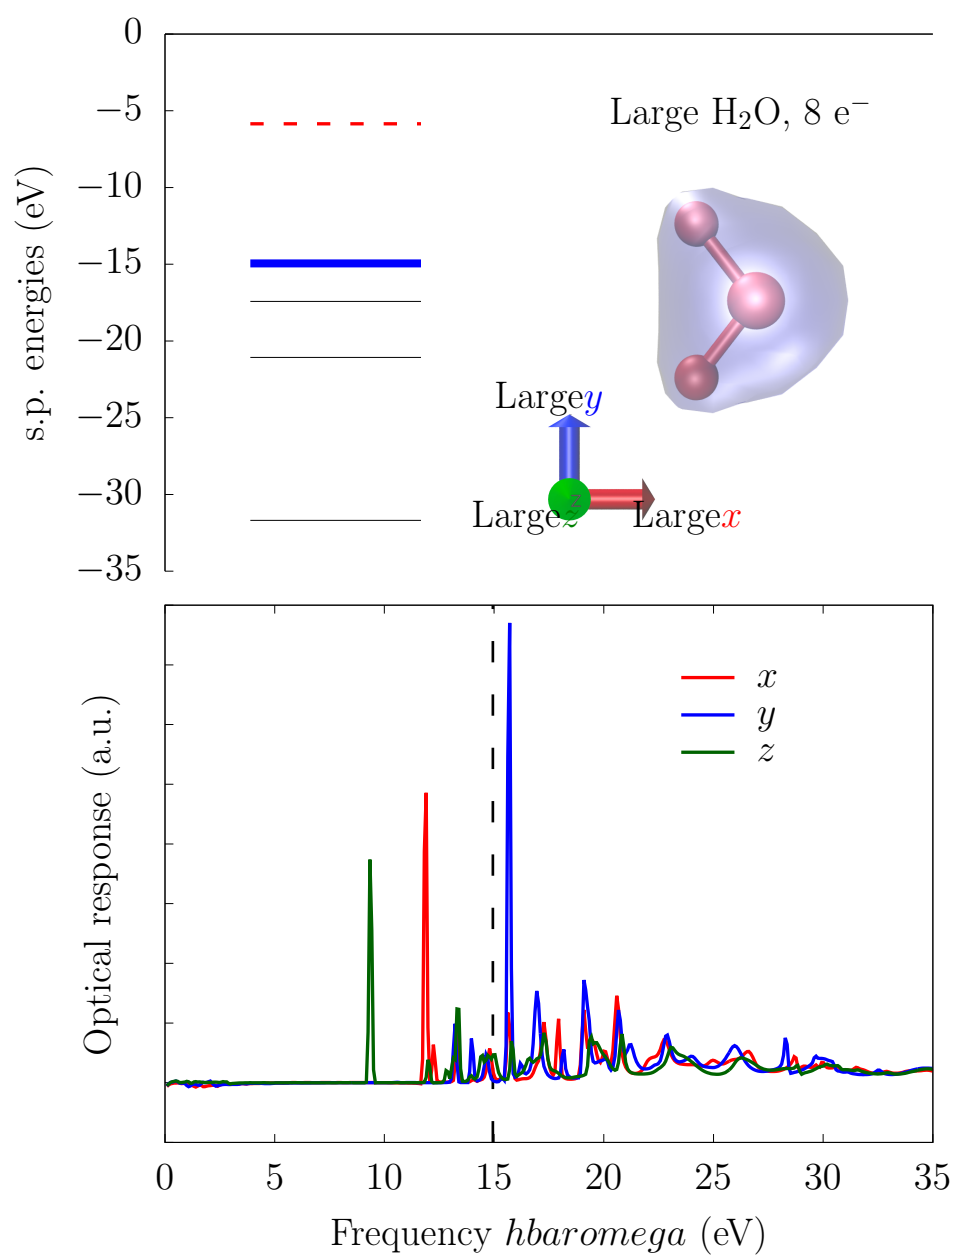 0
−5
−10
−15
−20
−25
−30
−35
s.p. energies (eV)
Large H₂O, 8 e⁻
Largey
z
Largez
Largex
Optical response (a.u.)
x
y
z
0 5 10 15 20 25 30 35
Frequency hbaromega (eV)